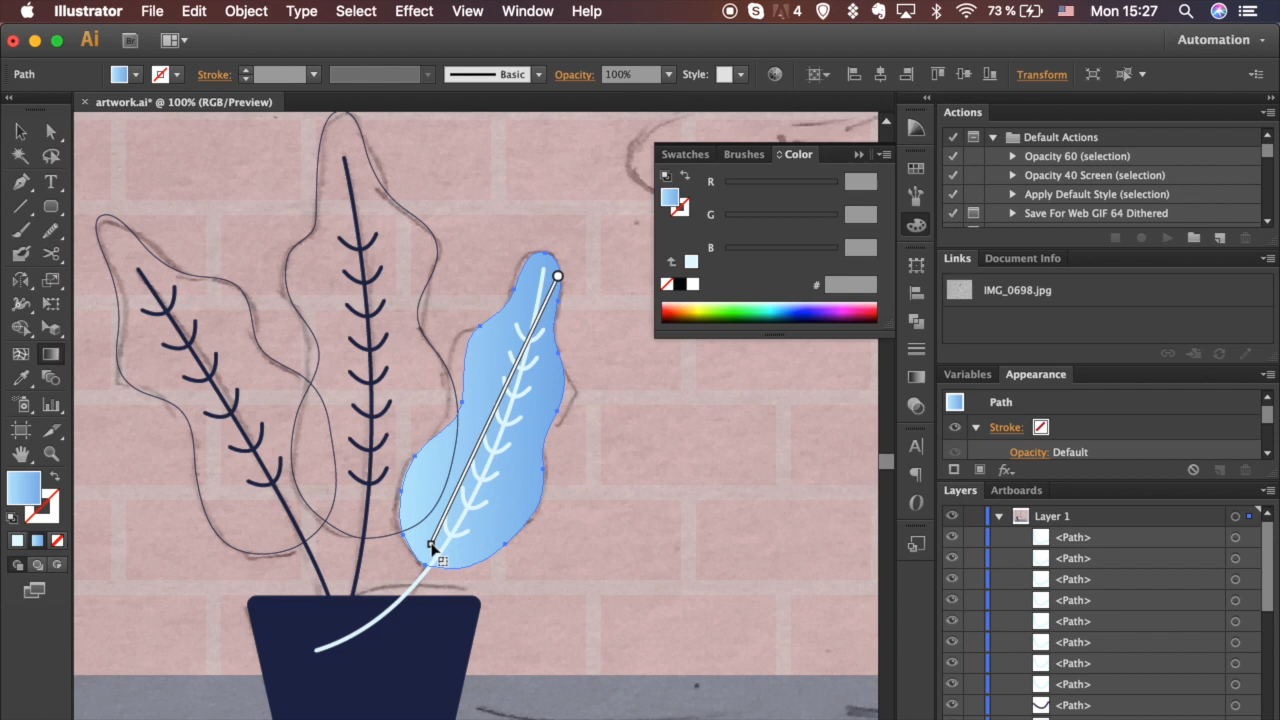 Illustrator File Edit Object Type Select Effect View Window Help 4 73 % Mon 15:27
Ai Br Automation
Path Stroke: Basic Opacity: 100% Style: Transform
× artwork.ai* @ 100% (RGB/Preview)
Actions
Default Actions
Opacity 60 (selection)
Opacity 40 Screen (selection)
Apply Default Style (selection)
Save For Web GIF 64 Dithered
Swatches Brushes Color
R
G
B
#
Links Document Info
IMG_0698.jpg
Variables Appearance
Path
Stroke:
Opacity: Default
fx
Layers Artboards
Layer 1
<Path>
<Path>
<Path>
<Path>
<Path>
<Path>
<Path>
<Path>
<Path>